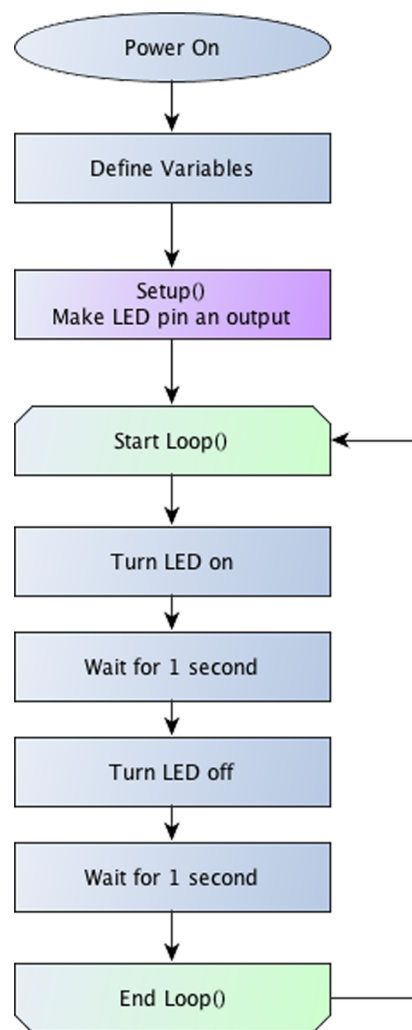 Power On
Define Variables
Setup()
Make LED pin an output
Start Loop()
Turn LED on
Wait for 1 second
Turn LED off
Wait for 1 second
End Loop()